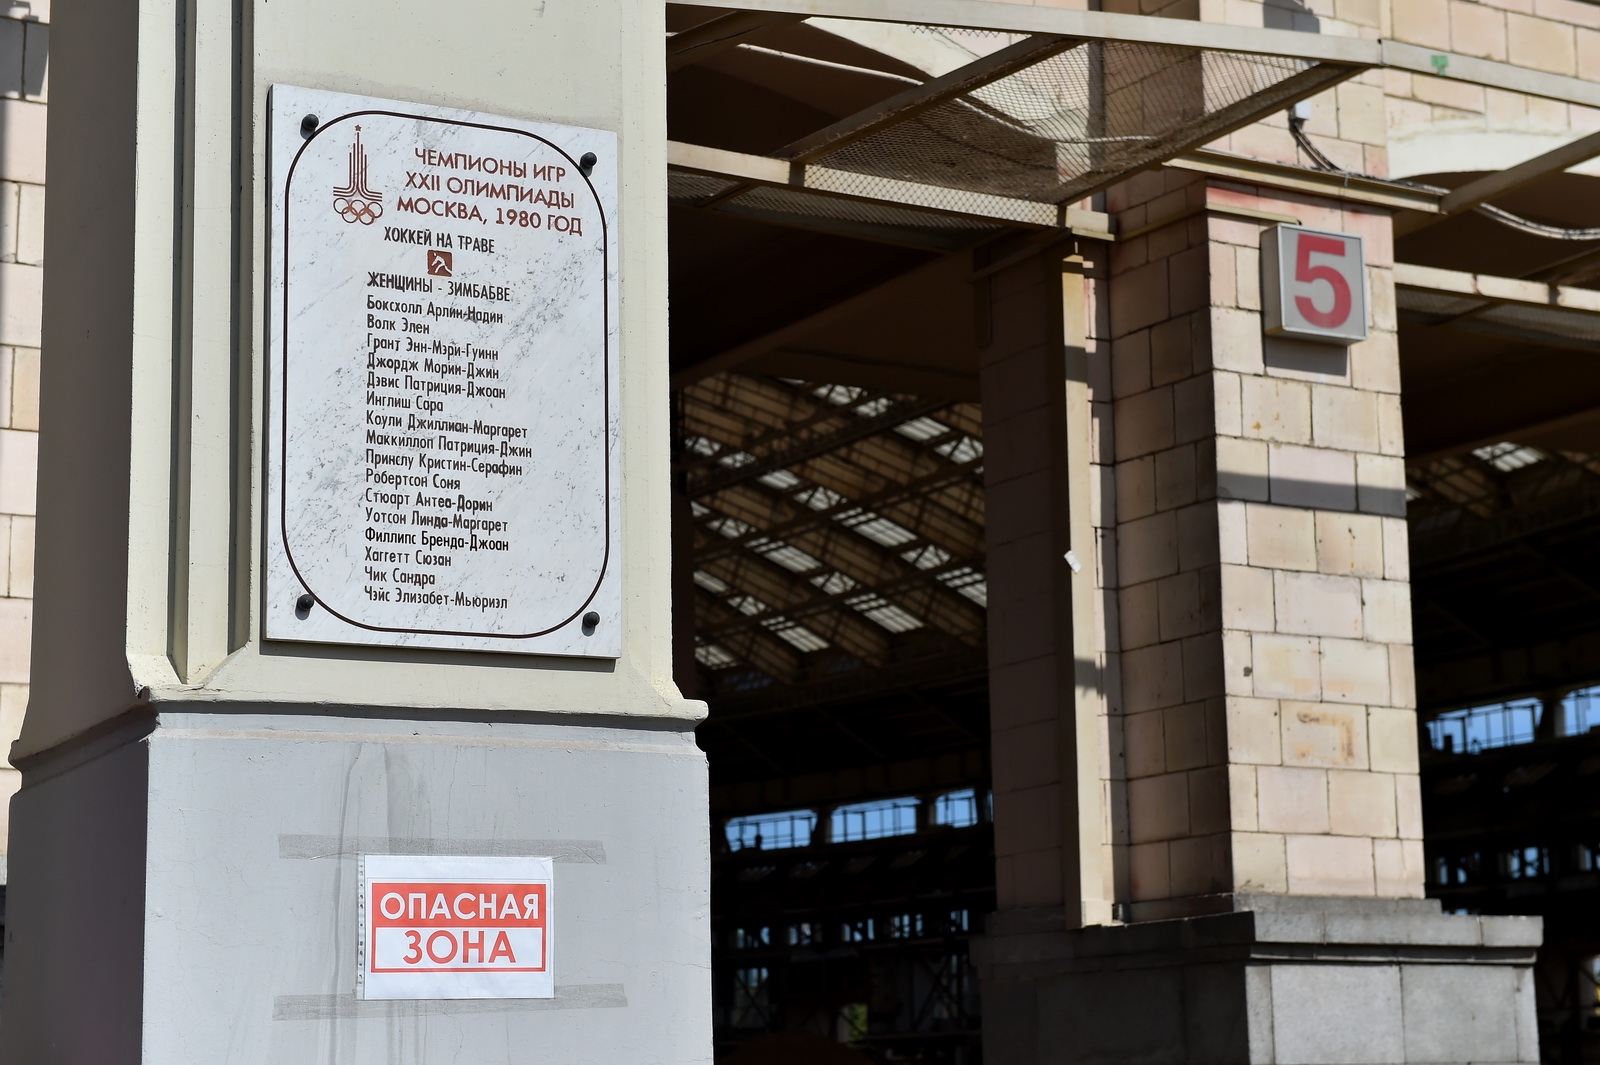 ЧЕМПИОНЫ ИГР
XXII ОЛИМПИАДЫ
МОСКВА, 1980 ГОД
ХОККЕЙ НА ТРАВЕ
ЖЕНЩИНЫ - ЗИМБАБВЕ
Боксхолл Арлин-Надин
Волк Элен
Грант Энн-Мэри-Гуинн
Джордж Морин-Джин
Дэвис Патриция-Джоан
Инглиш Сара
Коули Джиллиан-Маргарет
Маккиллоп Патриция-Джин
Принслу Кристин-Серафин
Робертсон Соня
Стюарт Антеа-Дорин
Уотсон Линда-Маргарет
Филлипс Бренда-Джоан
Хаггетт Сюзан
Чик Сандра
Чэйс Элизабет-Мьюриэл
ОПАСНАЯ
ЗОНА
5